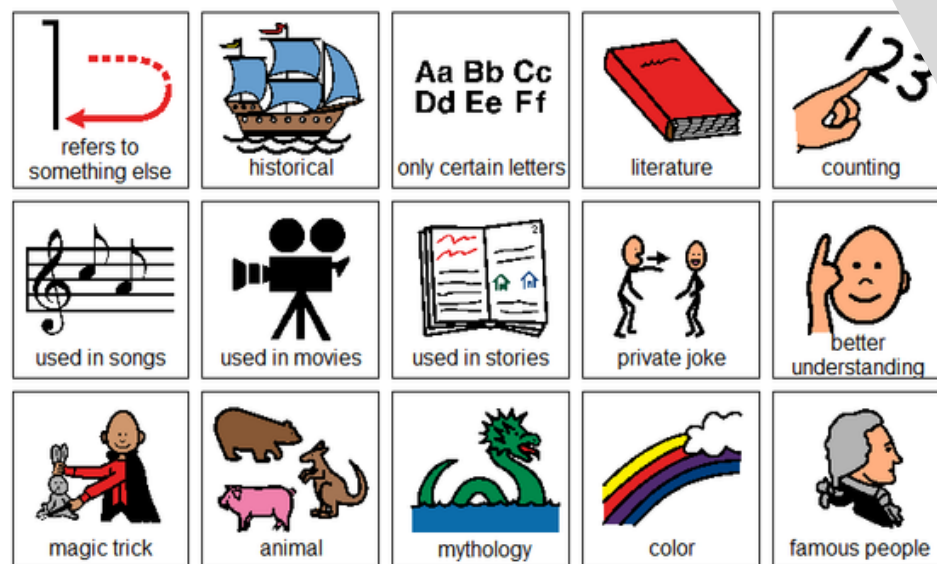 refers to
something else
historical
Aa Bb Cc
Dd Ee Ff
only certain letters
literature
123
counting
used in songs
used in movies
2
used in stories
private joke
better
understanding
magic trick
animal
mythology
color
famous people